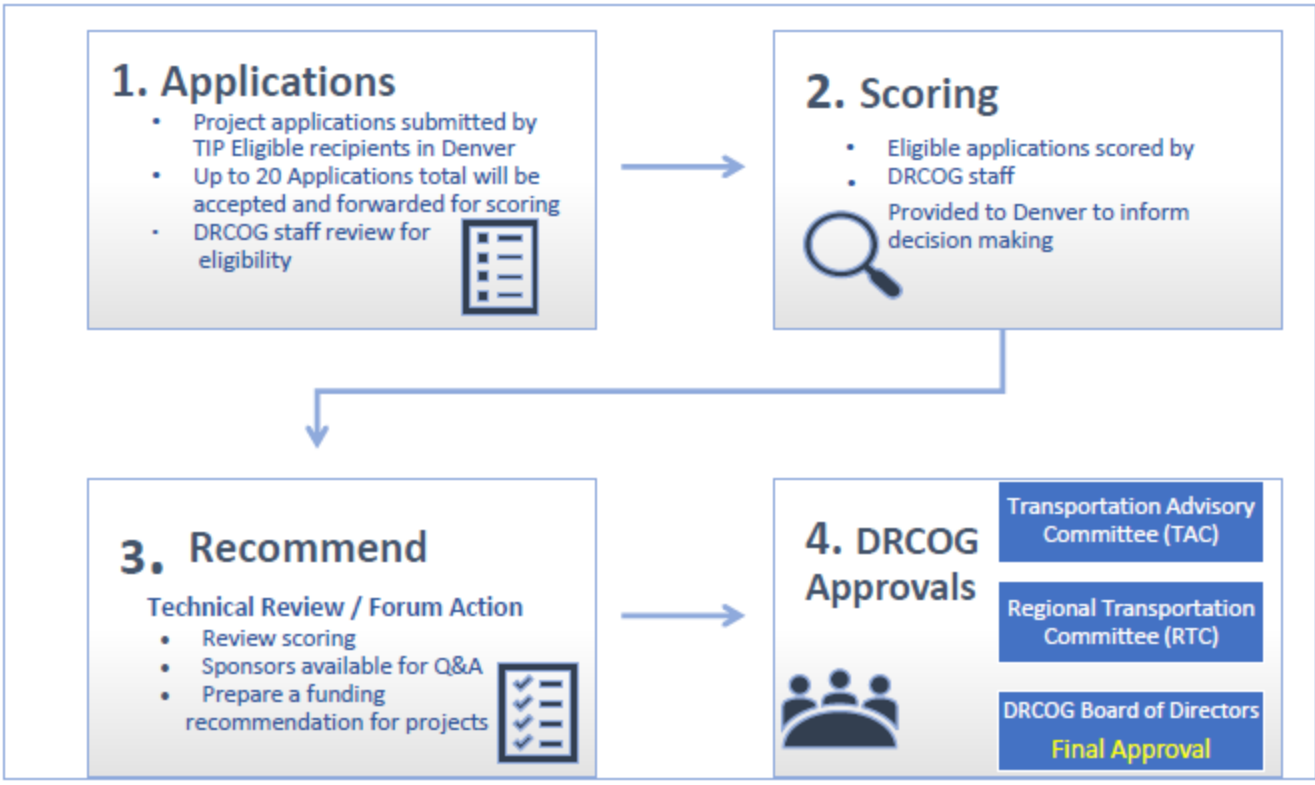 1. Applications
• Project applications submitted by
TIP Eligible recipients in Denver
• Up to 20 Applications total will be
accepted and forwarded for scoring
• DRCOG staff review for
eligibility
2. Scoring
• Eligible applications scored by
• DRCOG staff
Provided to Denver to inform
decision making
3. Recommend
Technical Review / Forum Action
• Review scoring
• Sponsors available for Q&A
• Prepare a funding
recommendation for projects
4. DRCOG
Approvals
Transportation Advisory
Committee (TAC)
Regional Transportation
Committee (RTC)
DRCOG Board of Directors
Final Approval